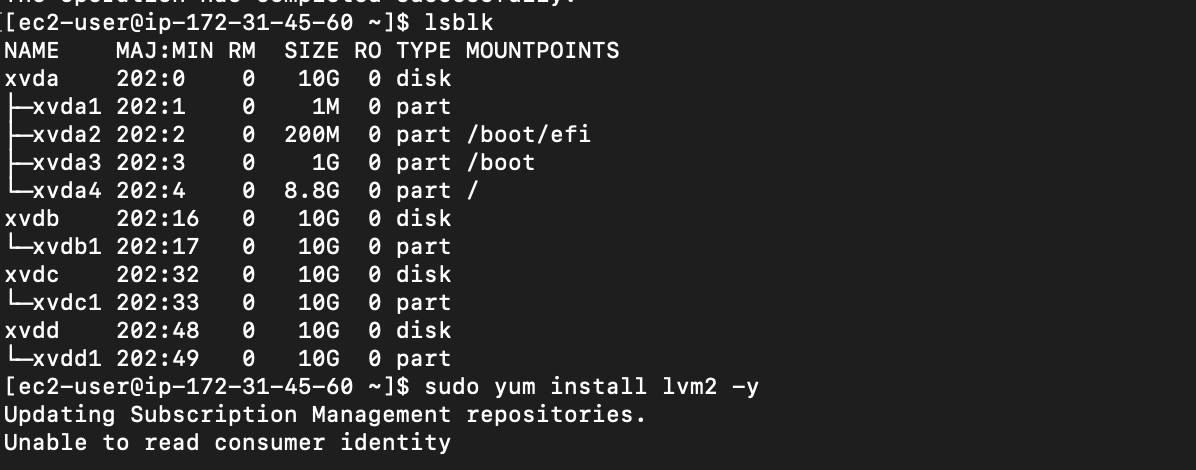 The operation has completed successfully.
[ec2-user@ip-172-31-45-60 ~]$ lsblk
NAME    MAJ:MIN RM  SIZE RO TYPE MOUNTPOINTS
xvda    202:0    0   10G  0 disk
├─xvda1 202:1    0    1M  0 part
├─xvda2 202:2    0  200M  0 part /boot/efi
├─xvda3 202:3    0    1G  0 part /boot
└─xvda4 202:4    0  8.8G  0 part /
xvdb    202:16   0   10G  0 disk
└─xvdb1 202:17   0   10G  0 part
xvdc    202:32   0   10G  0 disk
└─xvdc1 202:33   0   10G  0 part
xvdd    202:48   0   10G  0 disk
└─xvdd1 202:49   0   10G  0 part
[ec2-user@ip-172-31-45-60 ~]$ sudo yum install lvm2 -y
Updating Subscription Management repositories.
Unable to read consumer identity